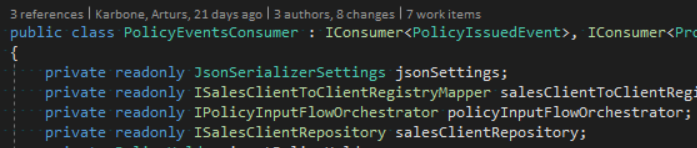 3 references | Karbone, Arturs, 21 days ago | 3 authors, 8 changes | 7 work items
public class PolicyEventsConsumer : IConsumer<PolicyIssuedEvent>, IConsumer<Pro
{
private readonly JsonSerializerSettings jsonSettings;
private readonly ISalesClientToClientRegistryMapper salesClientToClientRegi
private readonly IPolicyInputFlowOrchestrator policyInputFlowOrchestrator;
private readonly ISalesClientRepository salesClientRepository;